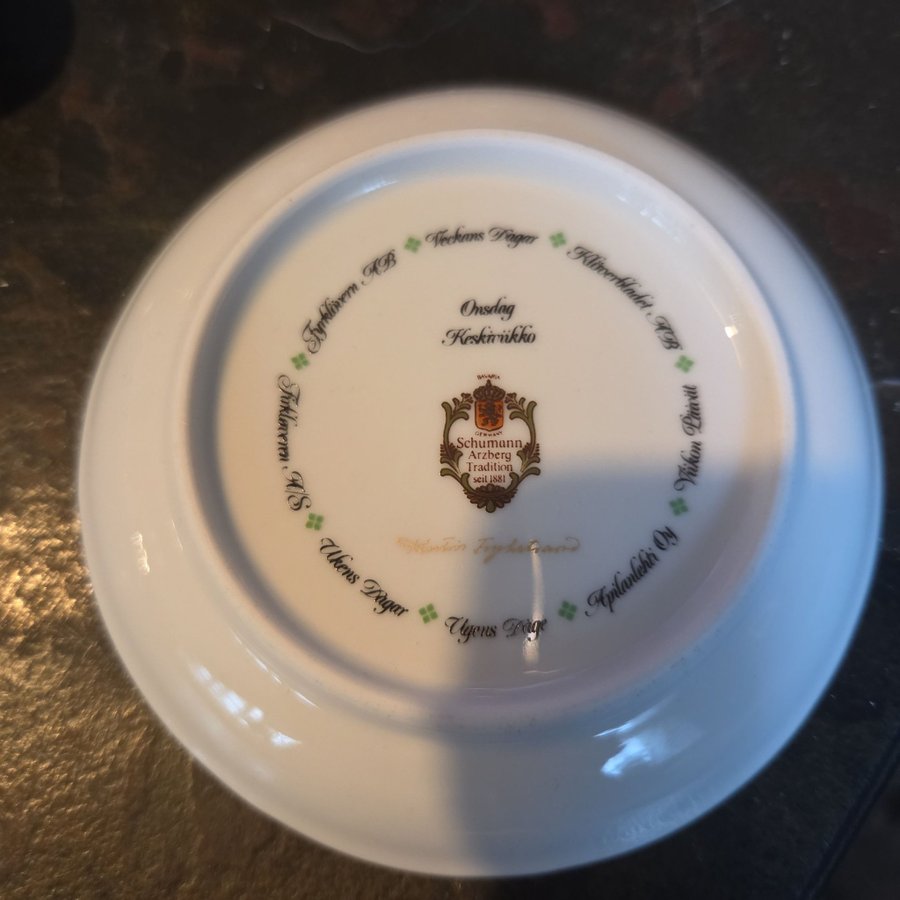 Veckans Dagar
Klöverbladet AB
Viikon Päivät
Apilanlehti Oy
Ugens Dage
Ukens Dagar
Firkløveren A/S
Fyrklövern AB
Onsdag
Keskiviikko
BAVARIA
GERMANY
Schumann
Arzberg
Tradition
seit 1881